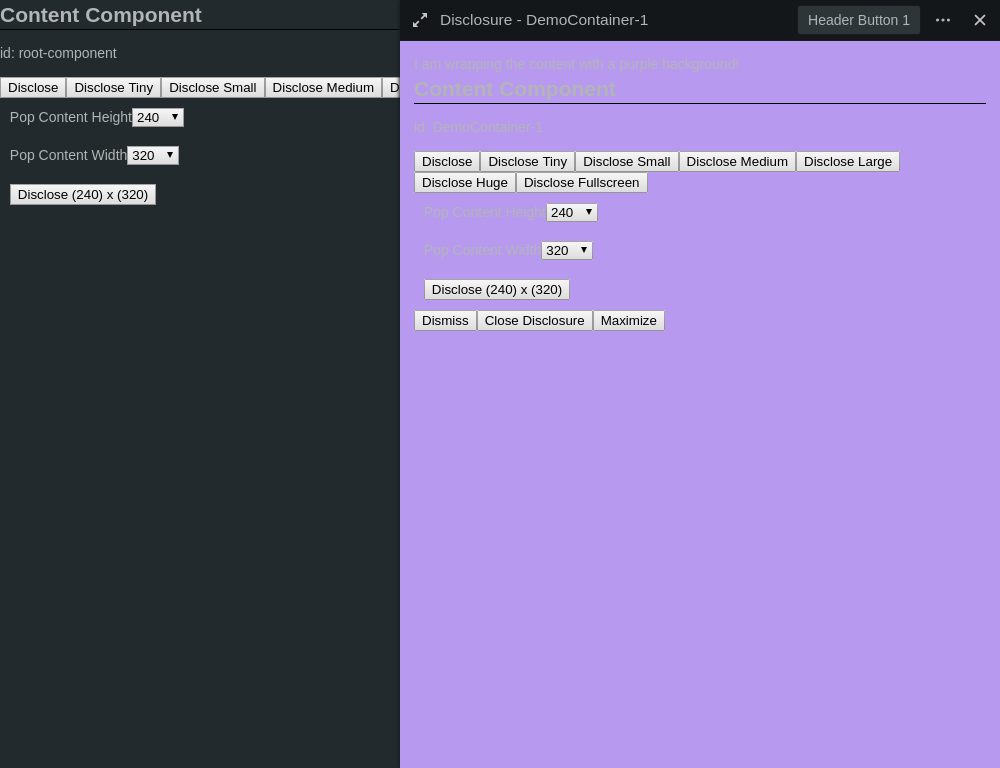 Content Component
id: root-component
Disclose Disclose Tiny Disclose Small Disclose Medium D
Pop Content Height 240
Pop Content Width 320
Disclose (240) x (320)
Disclosure - DemoContainer-1 Header Button 1
I am wrapping the content with a purple background!
Content Component
id: DemoContainer-1
Disclose Disclose Tiny Disclose Small Disclose Medium Disclose Large
Disclose Huge Disclose Fullscreen
Pop Content Height 240
Pop Content Width 320
Disclose (240) x (320)
Dismiss Close Disclosure Maximize